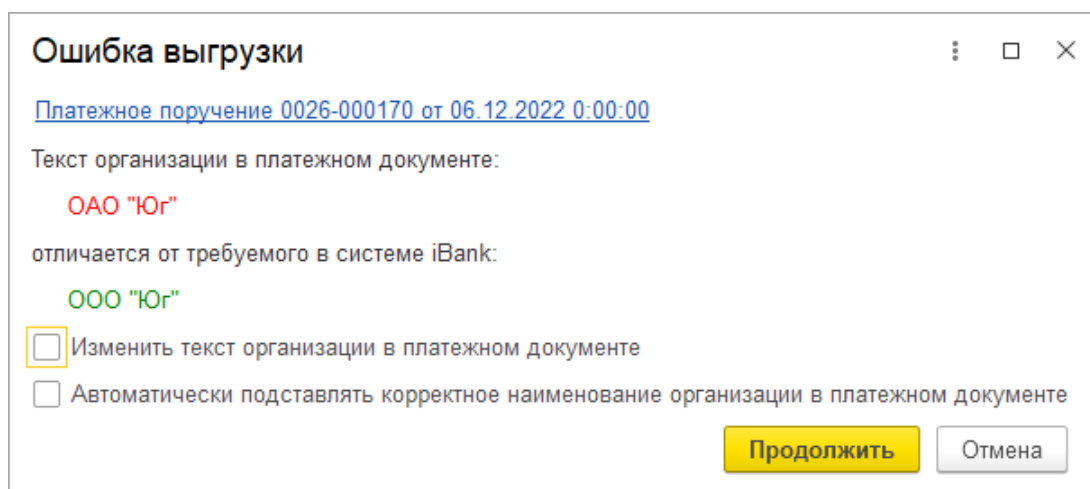 Ошибка выгрузки
Платежное поручение 0026-000170 от 06.12.2022 0:00:00
Текст организации в платежном документе:
ОАО "Юг"
отличается от требуемого в системе iBank:
ООО "Юг"
Изменить текст организации в платежном документе
Автоматически подставлять корректное наименование организации в платежном документе
Продолжить Отмена